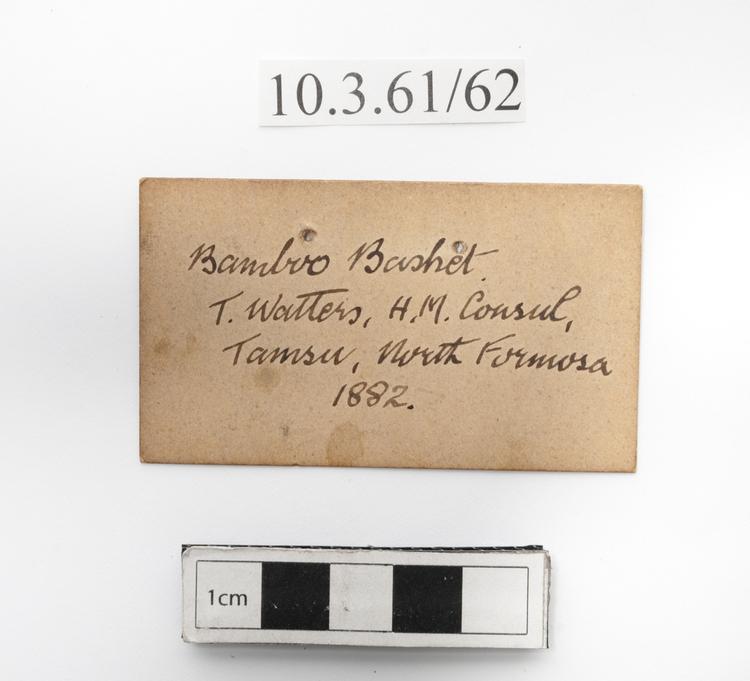 10.3.61/62
Bamboo Basket.
T. Watters, H.M. Consul,
Tamsu, North Formosa
1882.
1cm